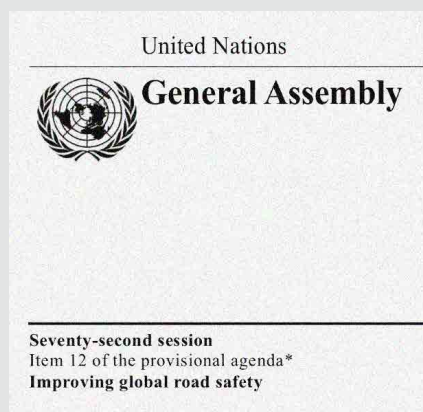 United Nations
General Assembly
Seventy-second session
Item 12 of the provisional agenda*
Improving global road safety